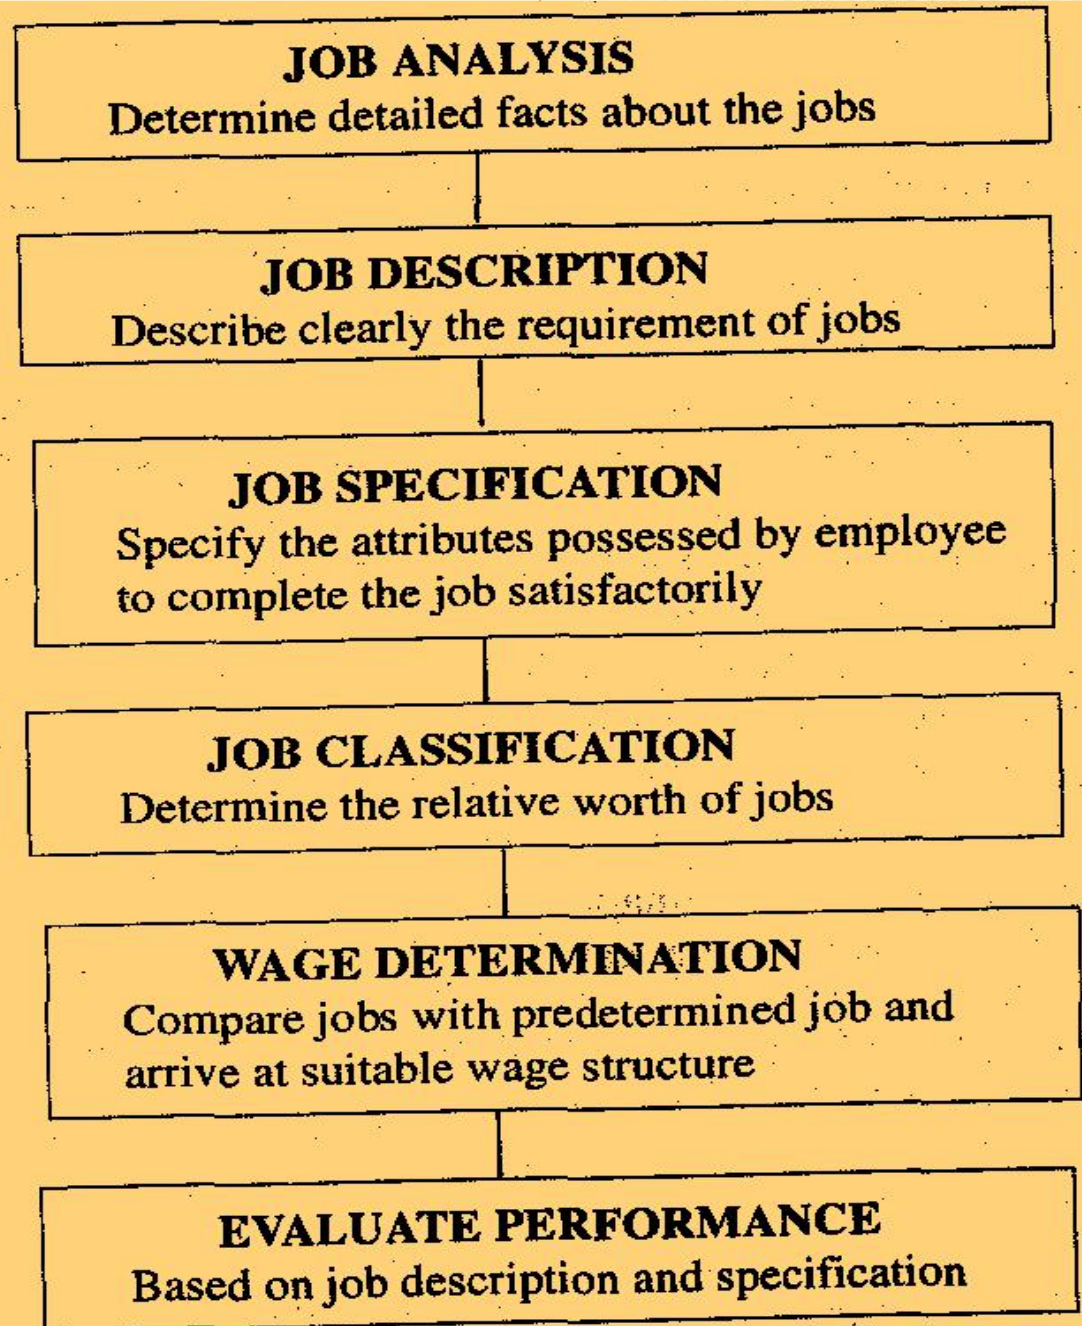 JOB ANALYSIS
Determine detailed facts about the jobs
JOB DESCRIPTION
Describe clearly the requirement of jobs
JOB SPECIFICATION
Specify the attributes possessed by employee
to complete the job satisfactorily
JOB CLASSIFICATION
Determine the relative worth of jobs
WAGE DETERMINATION
Compare jobs with predetermined job and
arrive at suitable wage structure
EVALUATE PERFORMANCE
Based on job description and specification